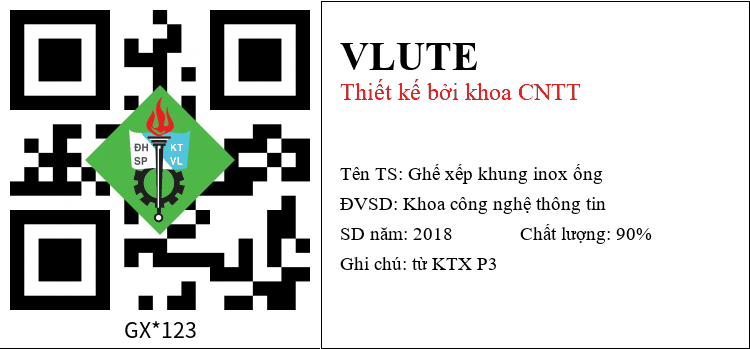 ĐH KT
SP VL
GX*123
VLUTE
Thiết kế bởi khoa CNTT
Tên TS: Ghế xếp khung inox ống
ĐVSD: Khoa công nghệ thông tin
SD năm: 2018 Chất lượng: 90%
Ghi chú: từ KTX P3